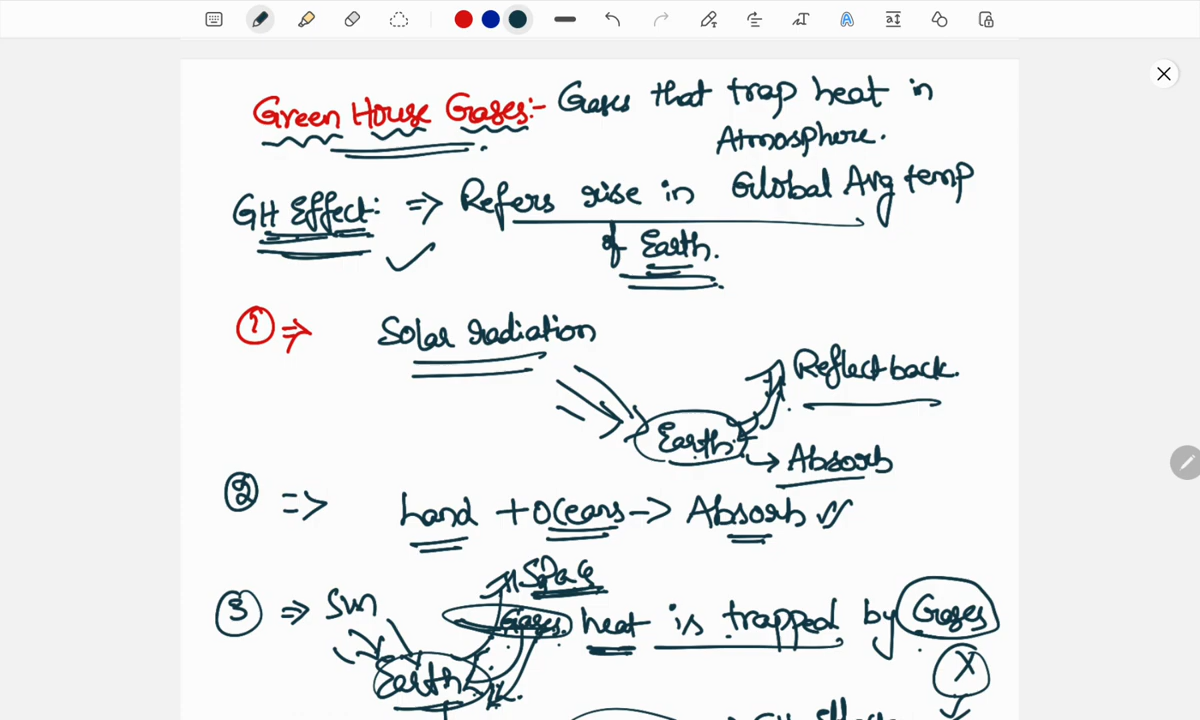 Green House Gases:- Gases that trap heat in
Atmosphere.
GH Effect: => Refers rise in Global Avg temp
of Earth.
1 => Solar radiation
Reflect back.
Earth
Absorb
2 => Land + Oceans -> Absorb
Space
3 => Sun Gases heat is trapped by Gases
Earth
X